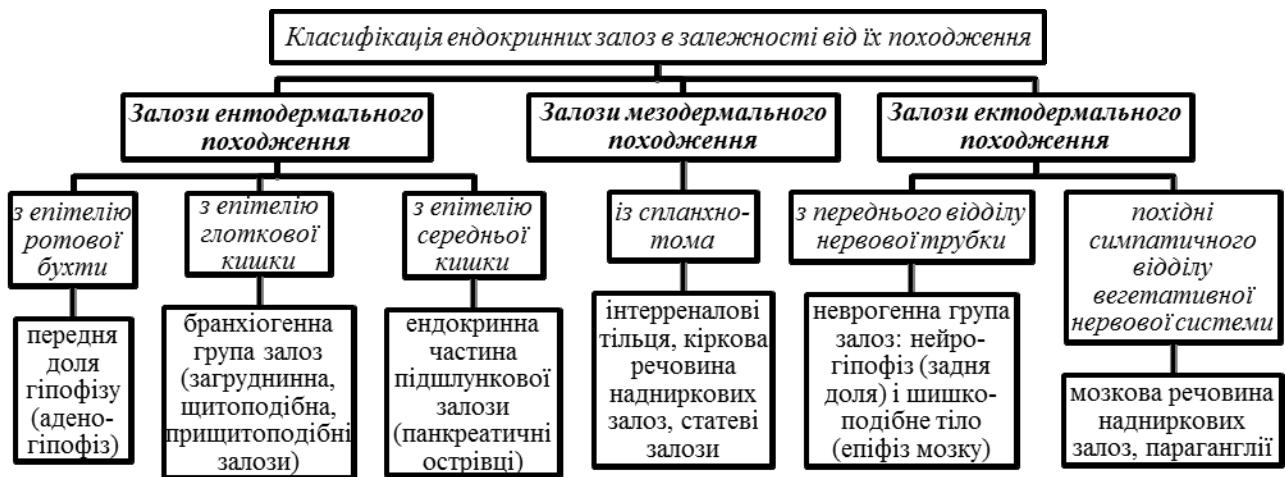 Класифікація ендокринних залоз в залежності від їх походження
Залози ентодермального
походження
Залози мезодермального
походження
Залози ектодермального
походження
з епітелію
ротової
бухти
з епітелію
глоткової
кишки
з епітелію
середньої
кишки
із спланхно-
тома
з переднього відділу
нервової трубки
похідні
симпатичного
відділу
вегетативної
нервової системи
передня
доля
гіпофізу
(адено-
гіпофіз)
бранхіогенна
група залоз
(загруднинна,
щитоподібна,
прищитоподібні
залози)
ендокринна
частина
підшлункової
залози
(панкреатичні
острівці)
інтерреналові
тільця, кіркова
речовина
надниркових
залоз, статеві
залози
неврогенна група
залоз: нейро-
гіпофіз (задня
доля) і шишко-
подібне тіло
(епіфіз мозку)
мозкова речовина
надниркових
залоз, параганглії